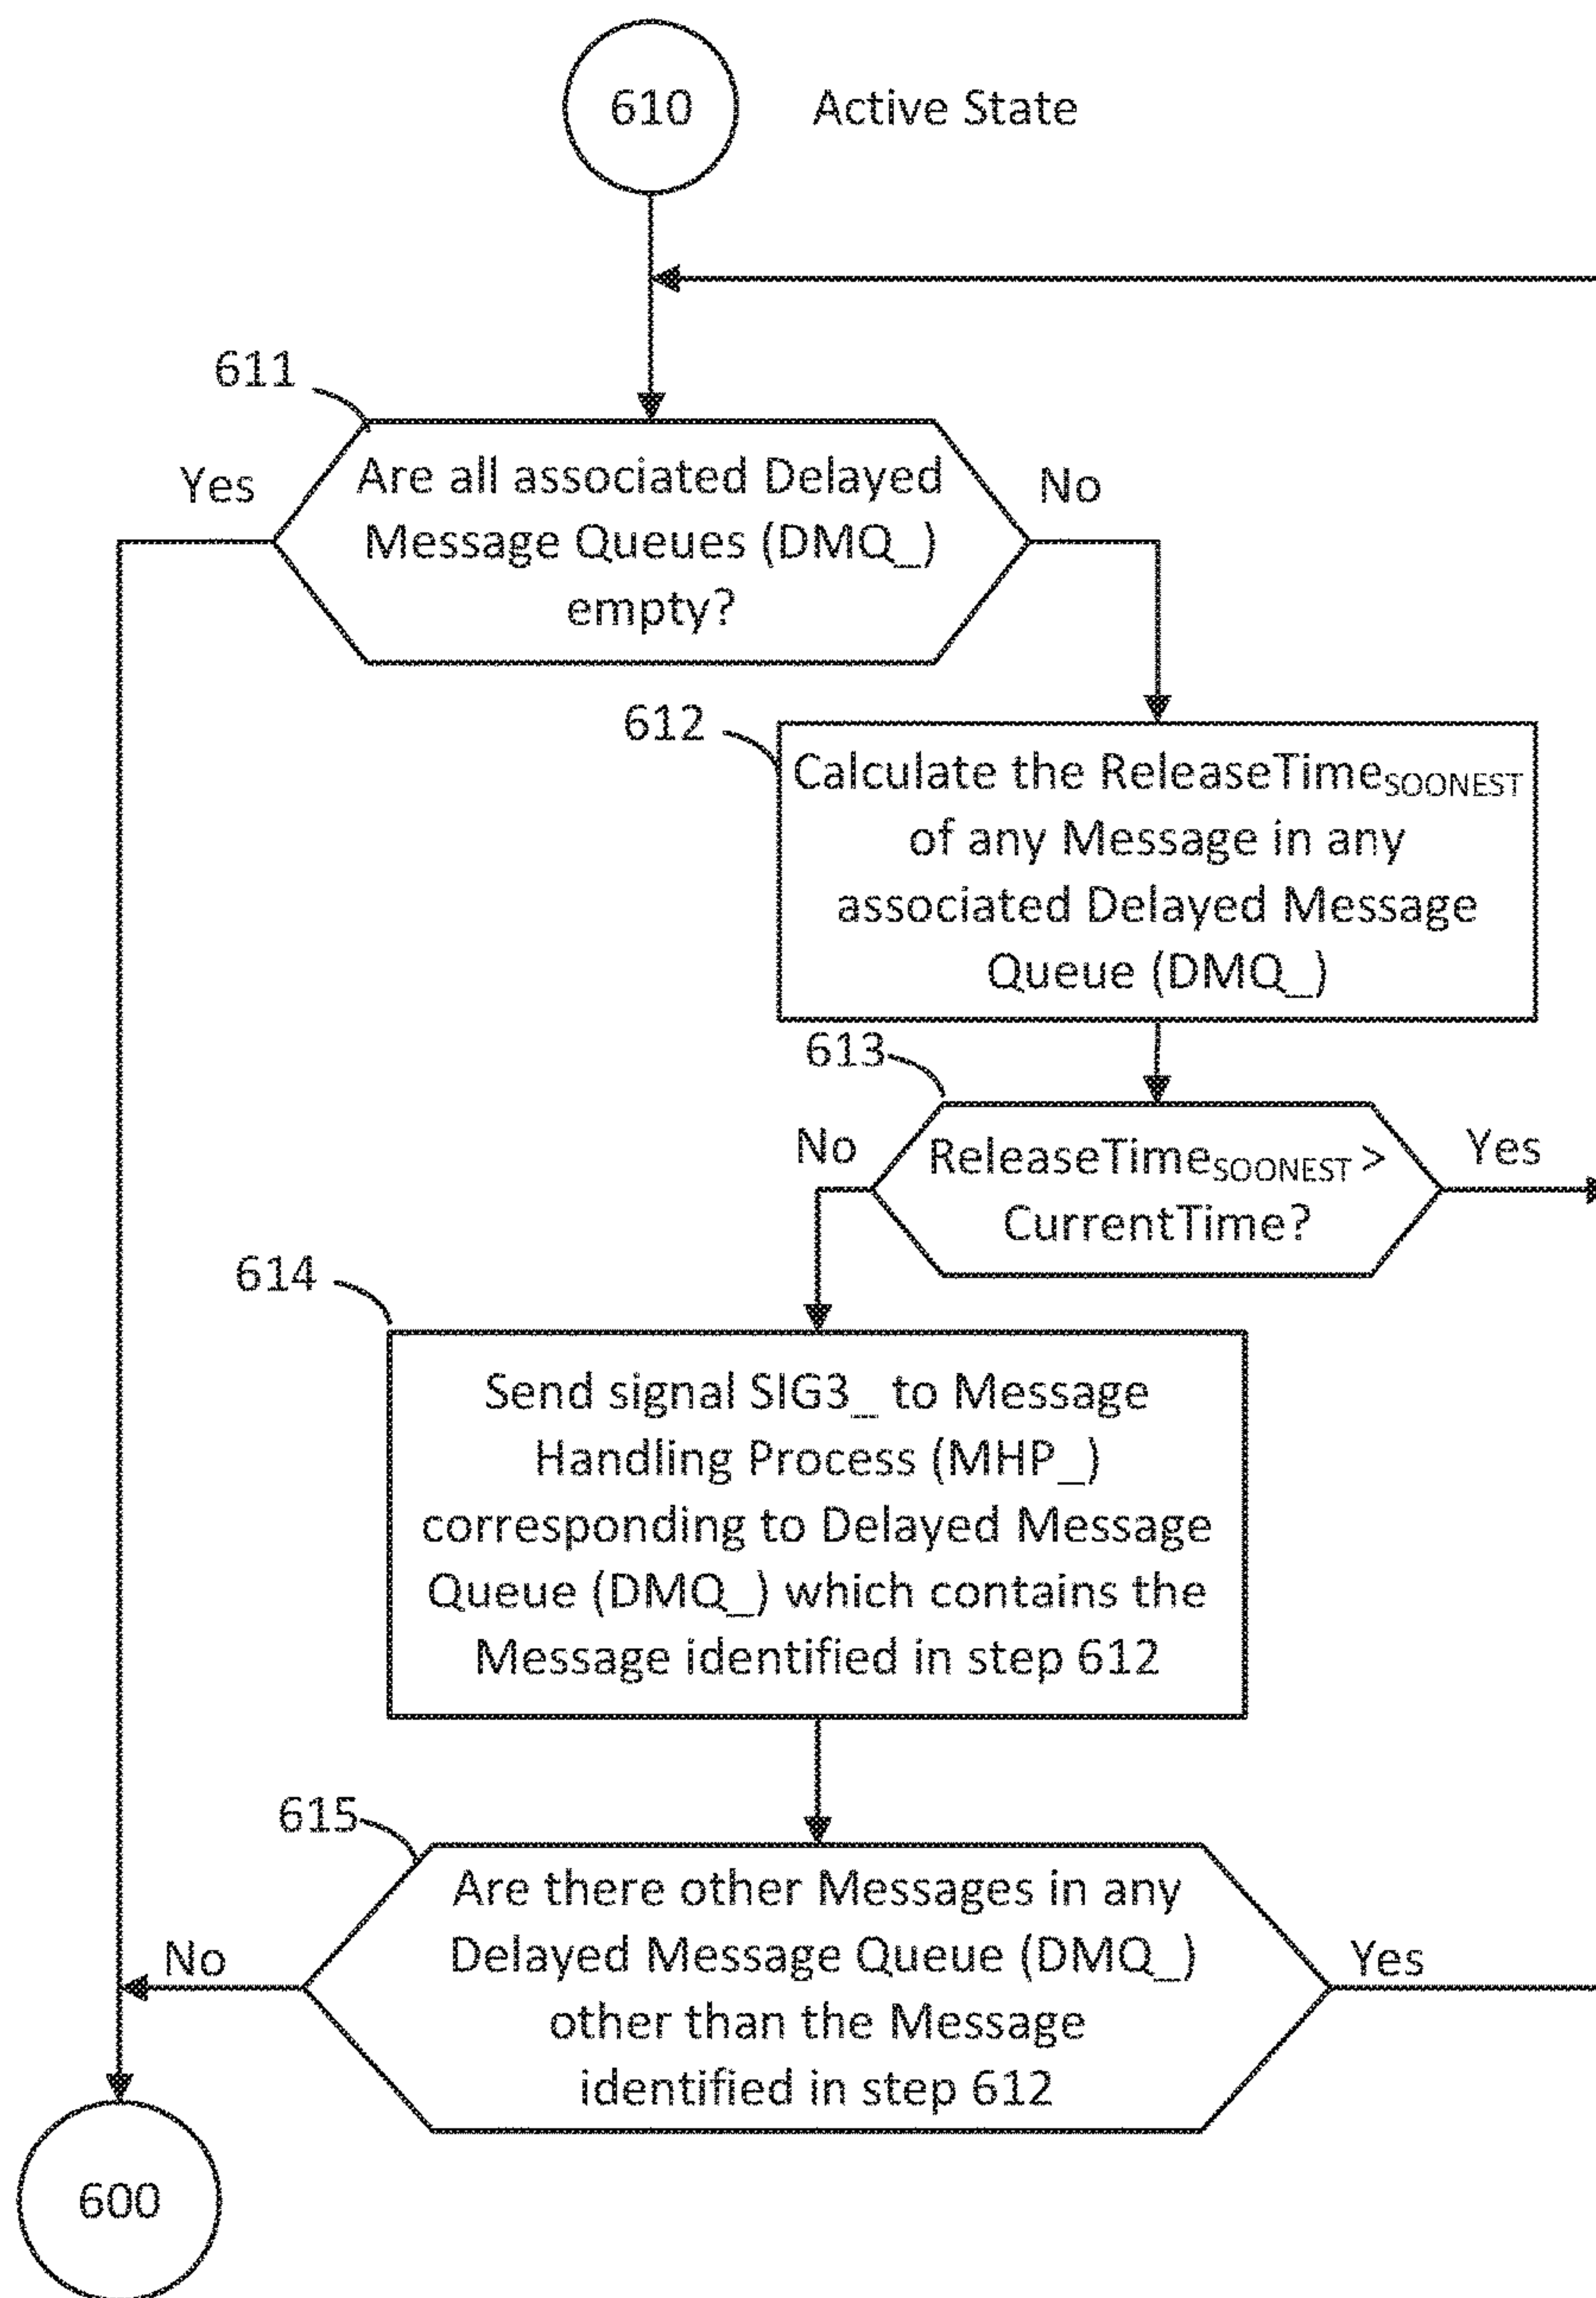 610
Active State
611
Yes
Are all associated Delayed
Message Queues (DMQ_)
empty?
No
612
Calculate the ReleaseTimeSOONEST
of any Message in any
associated Delayed Message
Queue (DMQ_)
613
No
ReleaseTimeSOONEST >
CurrentTime?
Yes
614
Send signal SIG3_ to Message
Handling Process (MHP_)
corresponding to Delayed Message
Queue (DMQ_) which contains the
Message identified in step 612
615
No
Are there other Messages in any
Delayed Message Queue (DMQ_)
other than the Message
identified in step 612
Yes
600